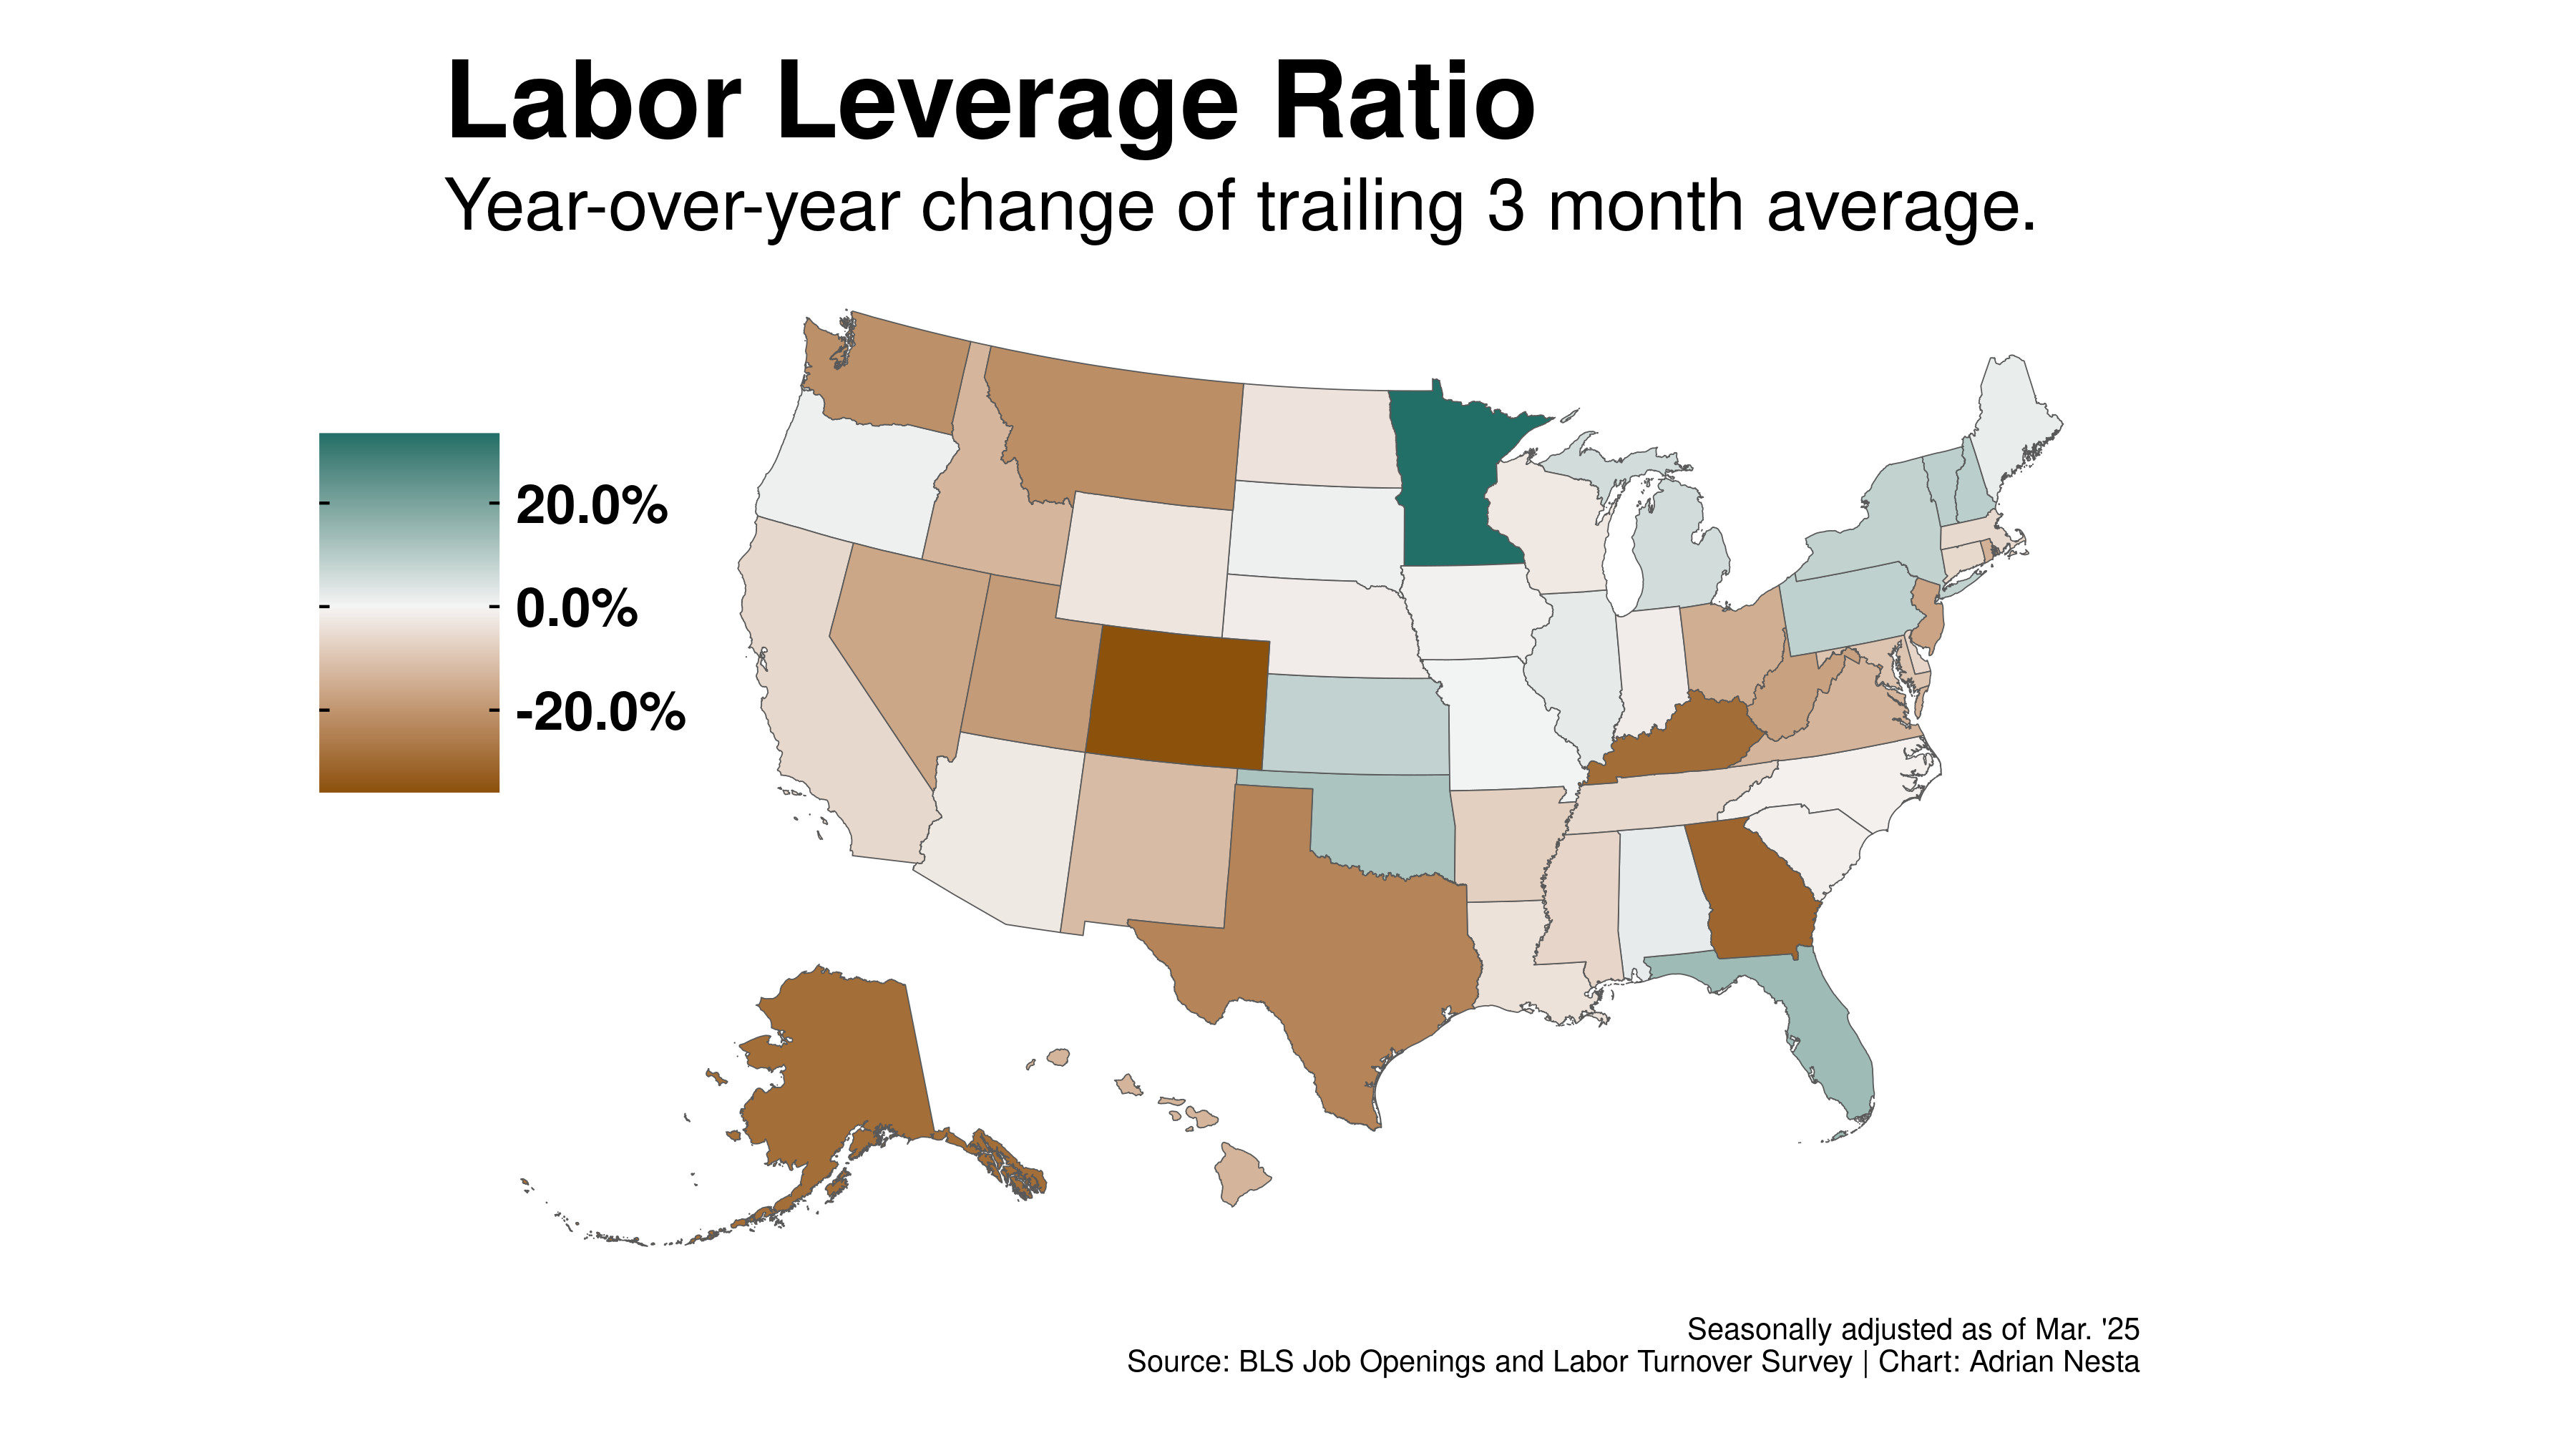 Labor Leverage Ratio
Year-over-year change of trailing 3 month average.
20.0%
0.0%
-20.0%
Seasonally adjusted as of Mar. '25
Source: BLS Job Openings and Labor Turnover Survey | Chart: Adrian Nesta